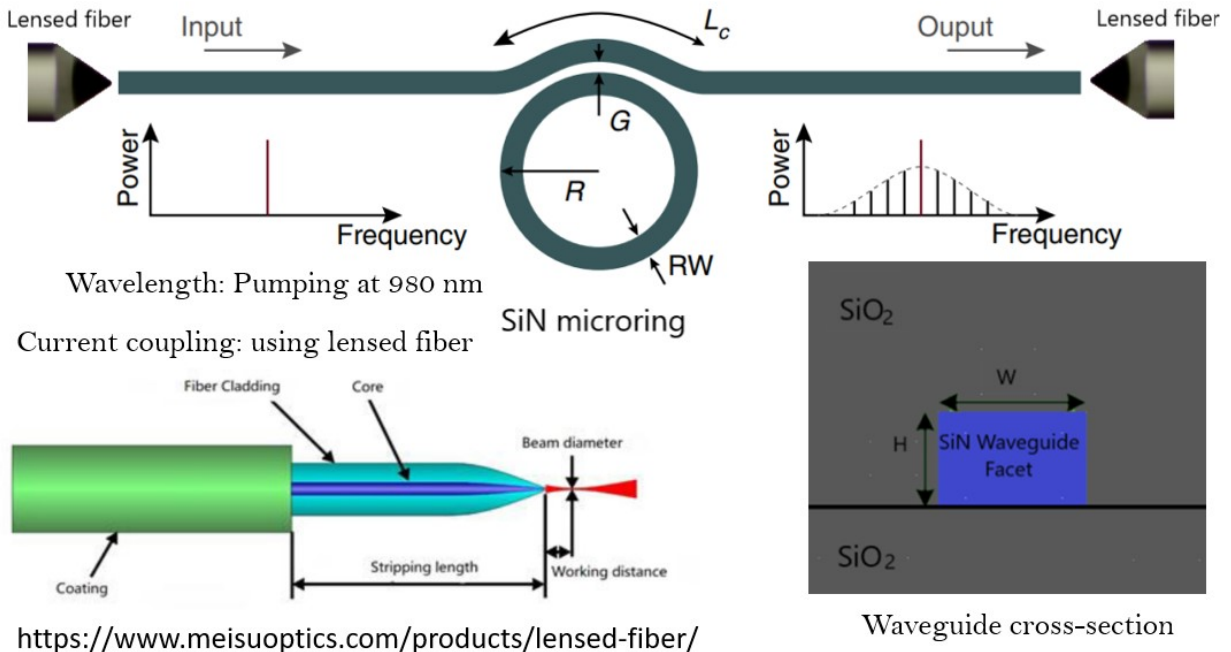 Lensed fiber
Input
L_c
Ouput
Lensed fiber
G
R
RW
Power
Frequency
Power
Frequency
Wavelength: Pumping at 980 nm
SiN microring
Current coupling: using lensed fiber
Fiber Cladding
Core
Beam diameter
Coating
Stripping length
Working distance
https://www.meisuoptics.com/products/lensed-fiber/
SiO₂
W
H
SiN Waveguide
Facet
SiO₂
Waveguide cross-section